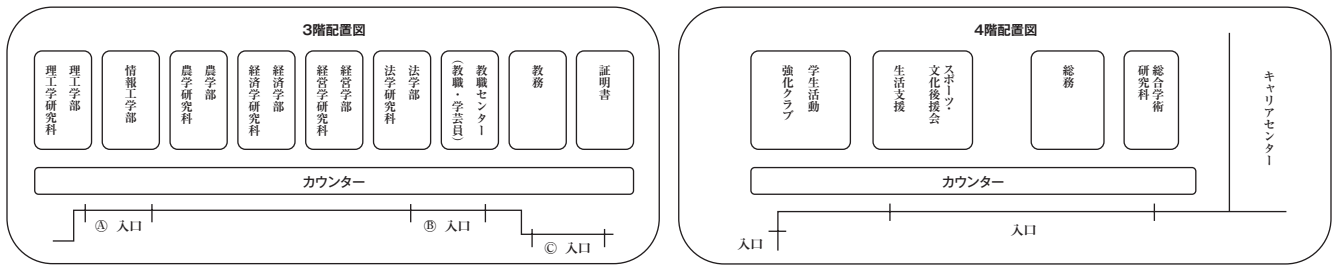 3階配置図
理工学部
理工学研究科
情報工学部
農学部
農学研究科
経済学部
経済学研究科
経営学部
経営学研究科
法学部
法学研究科
教職センター
(教職・学芸員)
教務
証明書
カウンター
Ⓐ 入口
Ⓑ 入口
Ⓒ 入口
4階配置図
学生活動
強化クラブ
スポーツ・
文化後援会
生活支援
総務
総合学術
研究科
キャリアセンター
カウンター
入口
入口